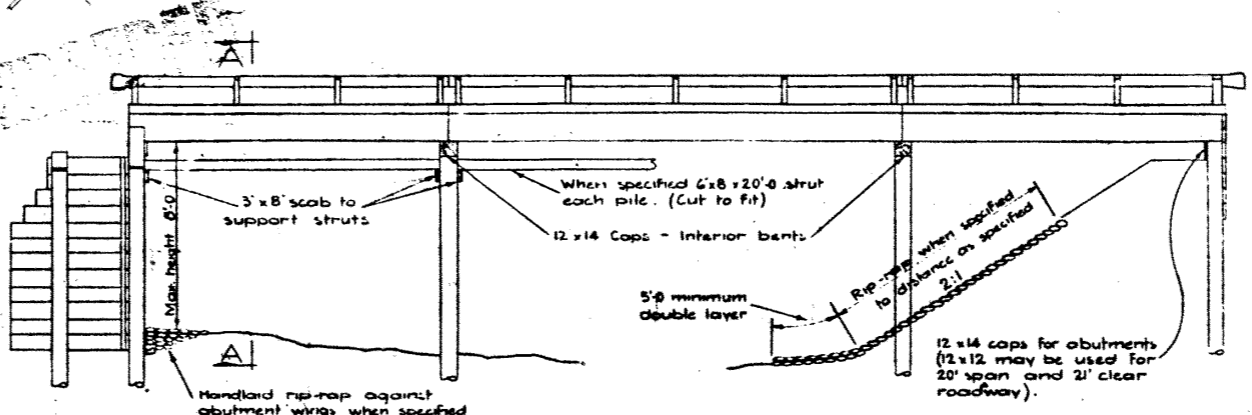 A
3" x 8" scab to
support struts
When specified 6x8 x 20'-0 strut
each pile. (Cut to fit)
12 x 14 Caps - Interior bents
Max. height 8'-0
5'-0 minimum
double layer
Rip-rap when specified
to distance as specified
2:1
12 x 14 caps for abutments
(12 x 12 may be used for
20' span and 21' clear
roadway).
A
Handlaid rip-rap against
abutment wings when specified